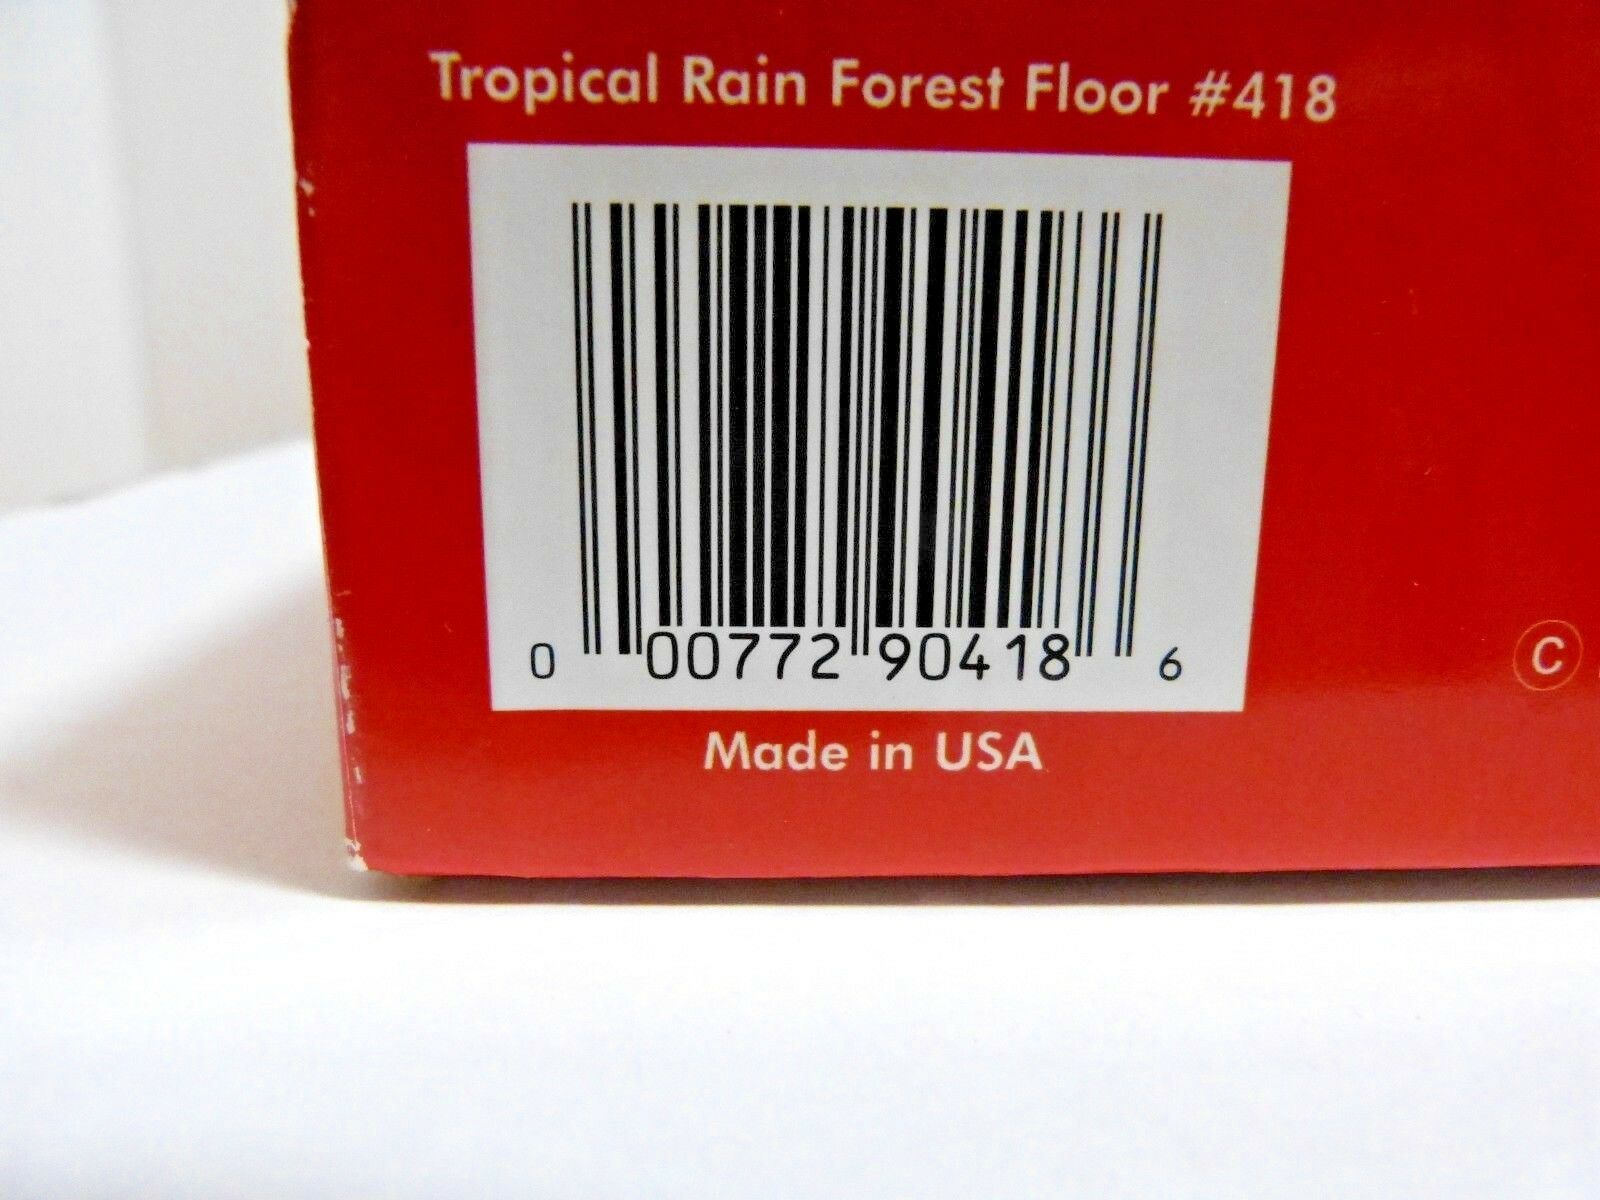 Tropical Rain Forest Floor #418
0 00772 90418 6
Made in USA
©